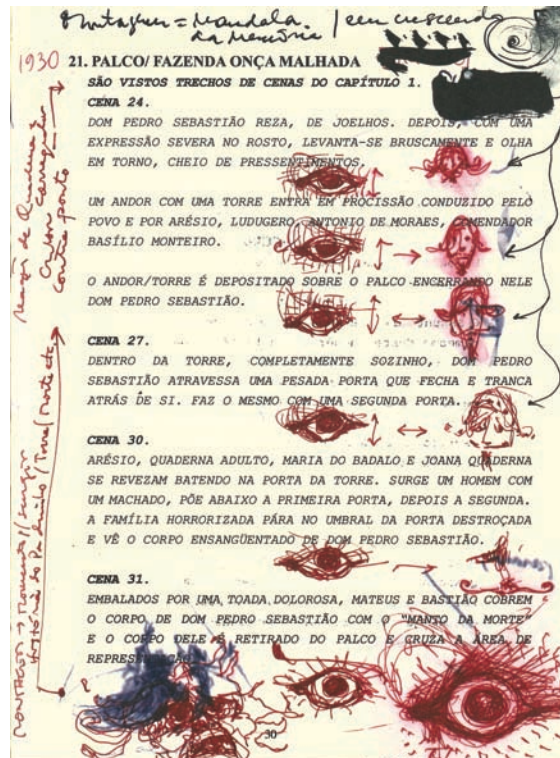 Montagem = Mandala / em crescendo
da Memória
1930
21. PALCO/ FAZENDA ONÇA MALHADA
SÃO VISTOS TRECHOS DE CENAS DO CAPÍTULO 1.
CENA 24.
DOM PEDRO SEBASTIÃO REZA, DE JOELHOS. DEPOIS, COM UMA
EXPRESSÃO SEVERA NO ROSTO, LEVANTA-SE BRUSCAMENTE E OLHA
EM TORNO, CHEIO DE PRESSENTIMENTOS.
UM ANDOR COM UMA TORRE ENTRA EM PROCISSÃO CONDUZIDO PELO
POVO E POR ARÉSIO, LUDUGERO, ANTONIO DE MORAES, COMENDADOR
BASÍLIO MONTEIRO.
O ANDOR/TORRE É DEPOSITADO SOBRE O PALCO ENCERRANDO NELE
DOM PEDRO SEBASTIÃO.
CENA 27.
DENTRO DA TORRE, COMPLETAMENTE SOZINHO, DOM PEDRO
SEBASTIÃO ATRAVESSA UMA PESADA PORTA QUE FECHA E TRANCA
ATRÁS DE SI. FAZ O MESMO COM UMA SEGUNDA PORTA.
CENA 30.
ARÉSIO, QUADERNA ADULTO, MARIA DO BADALO E JOANA QUADERNA
SE REVEZAM BATENDO NA PORTA DA TORRE. SURGE UM HOMEM COM
UM MACHADO, PÕE ABAIXO A PRIMEIRA PORTA, DEPOIS A SEGUNDA.
A FAMÍLIA HORRORIZADA PÁRA NO UMBRAL DA PORTA DESTROÇADA
E VÊ O CORPO ENSANGÜENTADO DE DOM PEDRO SEBASTIÃO.
CENA 31.
EMBALADOS POR UMA TOADA DOLOROSA, MATEUS E BASTIÃO COBREM
O CORPO DE DOM PEDRO SEBASTIÃO COM O "MANTO DA MORTE"
E O CORPO DELE É RETIRADO DO PALCO E CRUZA A ÁREA DE
REPRESENTAÇÃO.
30